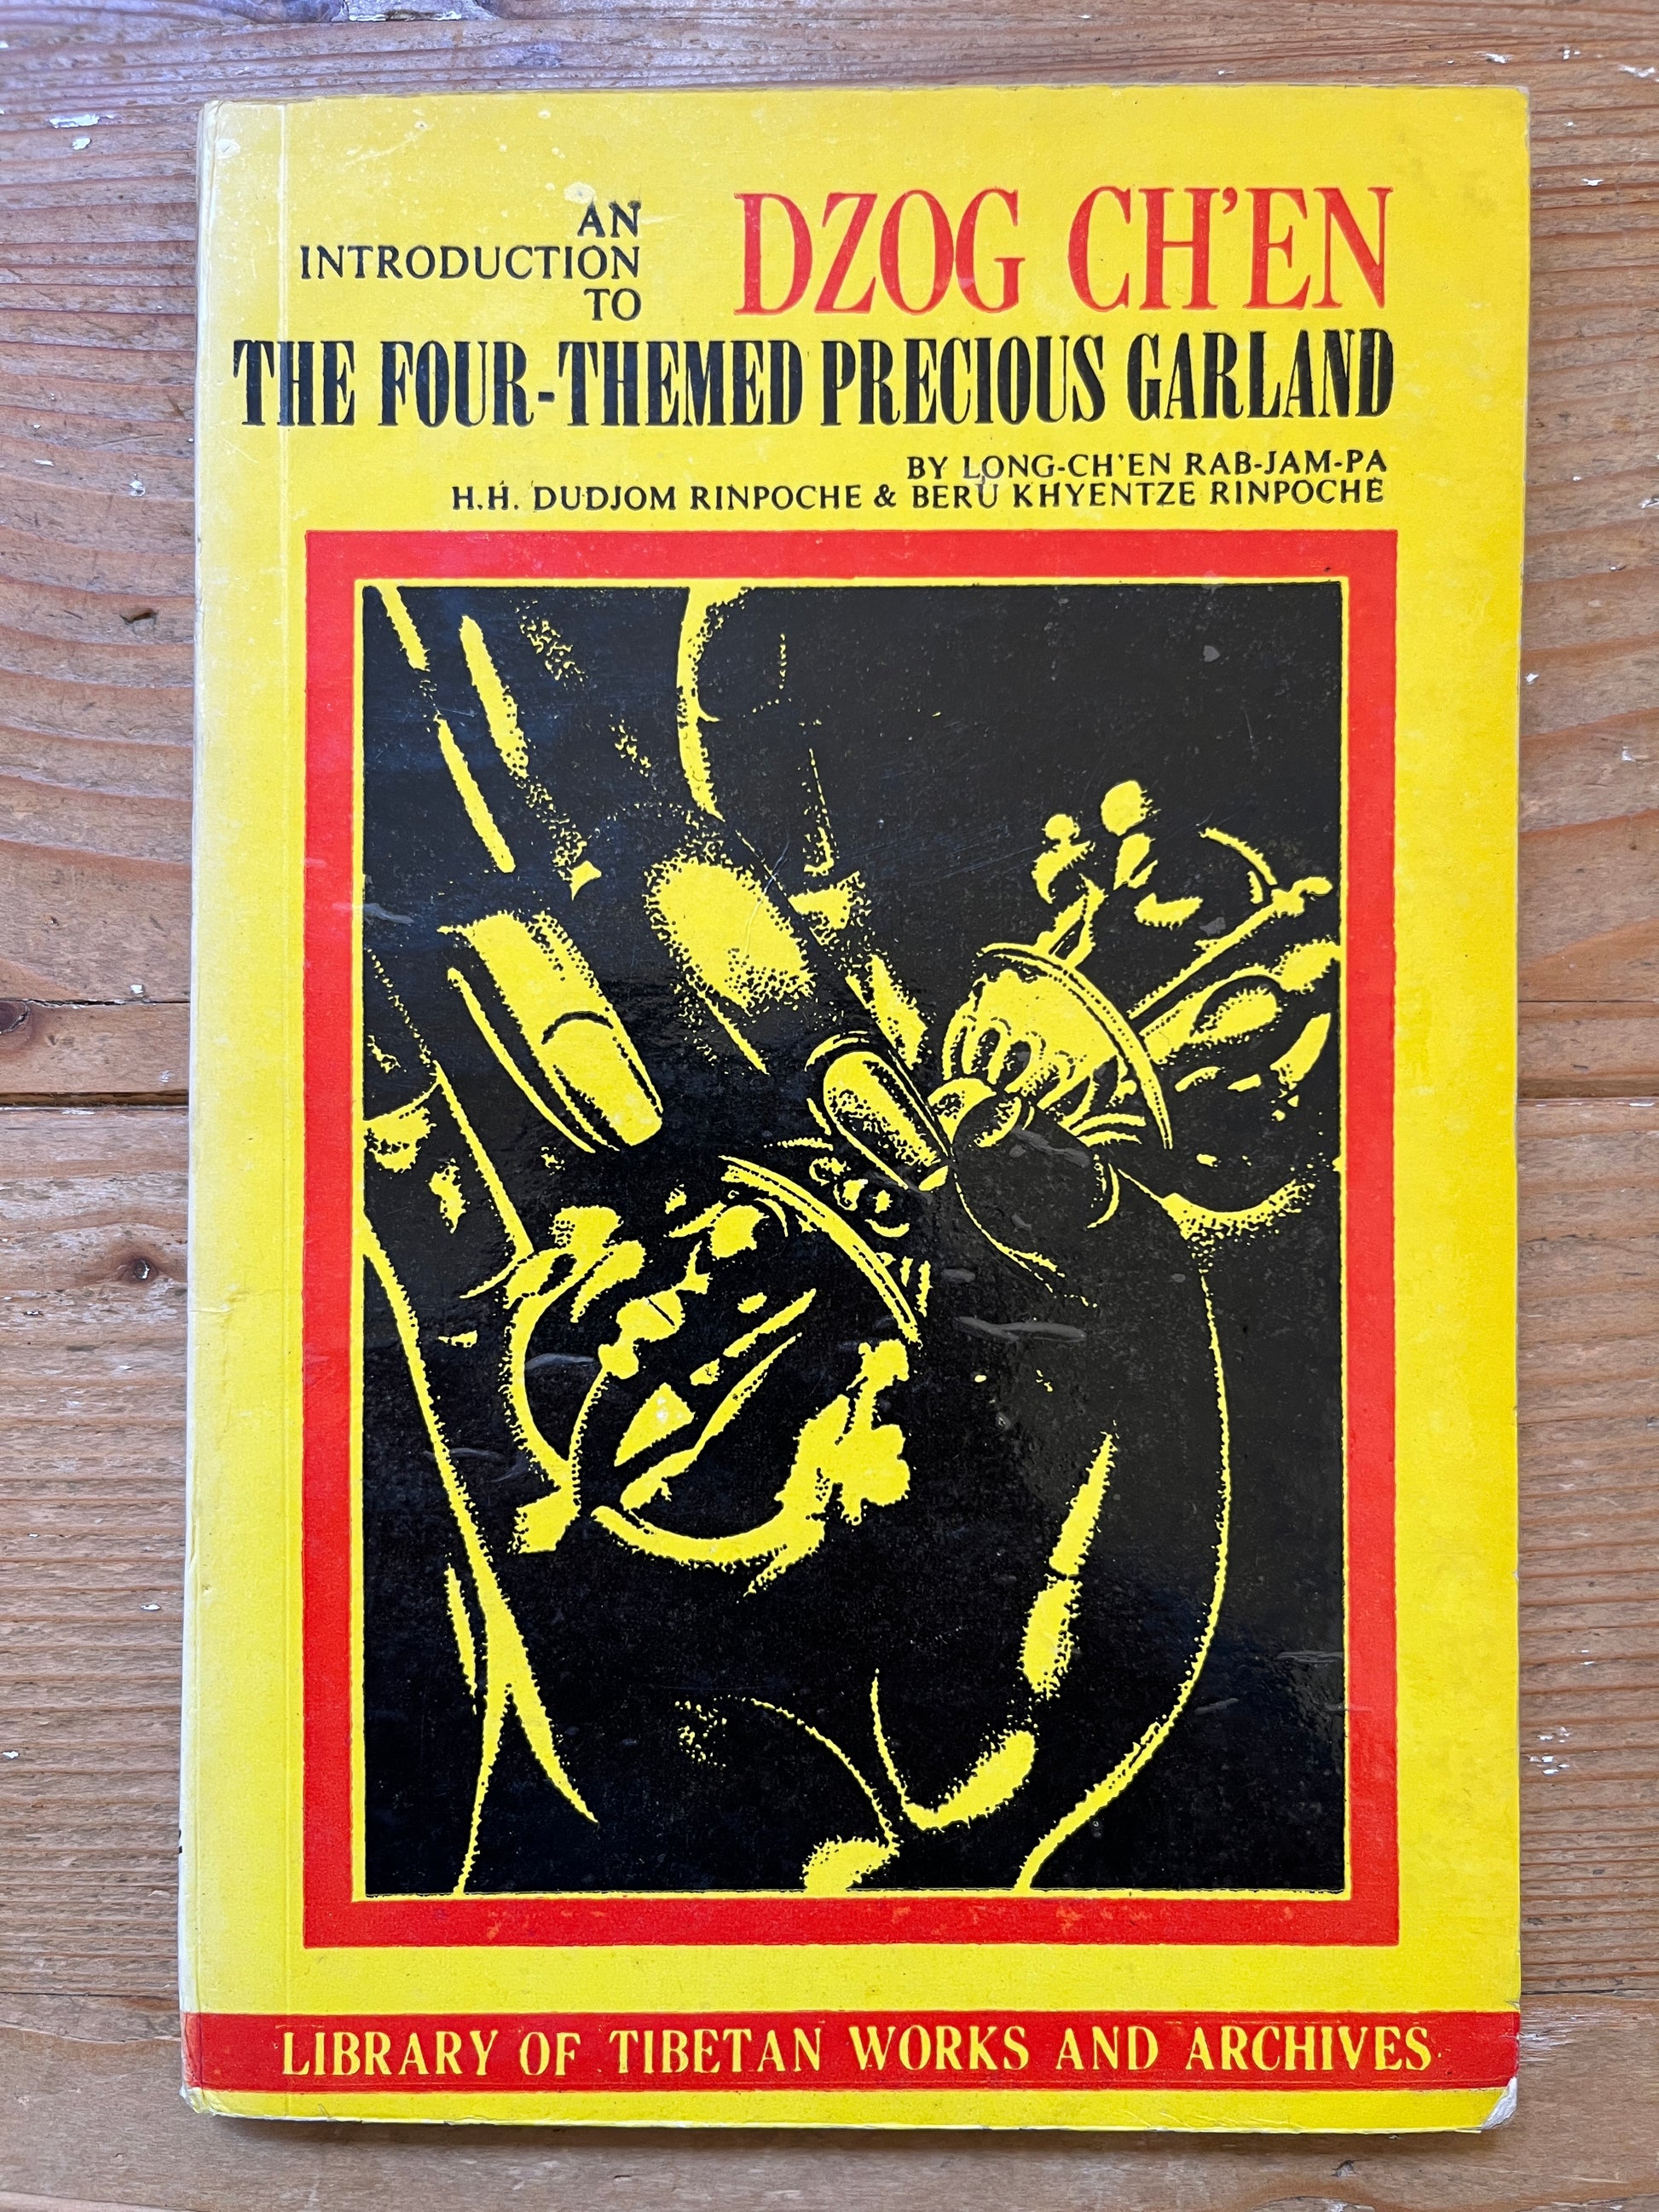 AN
INTRODUCTION
TO
DZOG CH'EN
THE FOUR-THEMED PRECIOUS GARLAND
BY LONG-CH'EN RAB-JAM-PA
H.H. DUDJOM RINPOCHE & BERU KHYENTZE RINPOCHE
LIBRARY OF TIBETAN WORKS AND ARCHIVES